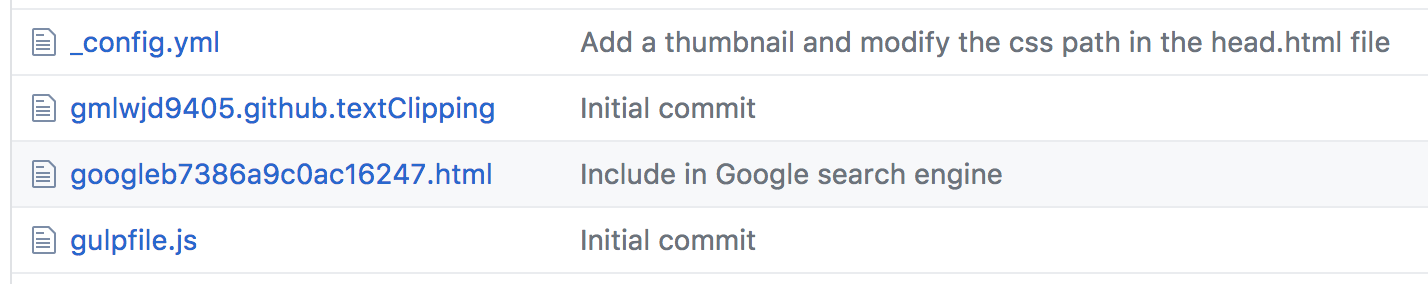 _config.yml Add a thumbnail and modify the css path in the head.html file
gmlwjd9405.github.textClipping Initial commit
googleb7386a9c0ac16247.html Include in Google search engine
gulpfile.js Initial commit